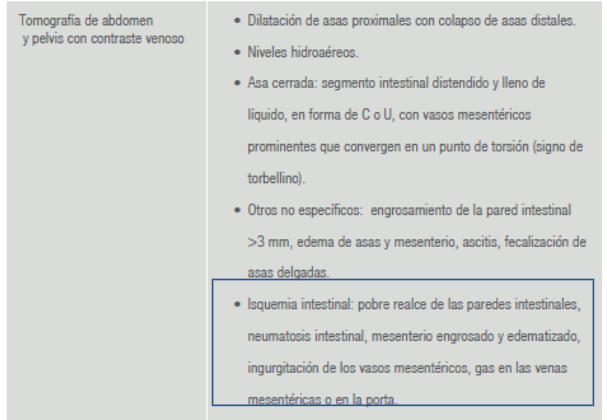 Tomografía de abdomen
y pelvis con contraste venoso
• Dilatación de asas proximales con colapso de asas distales.
• Niveles hidroaéreos.
• Asa cerrada: segmento intestinal distendido y lleno de
líquido, en forma de C o U, con vasos mesentéricos
prominentes que convergen en un punto de torsión (signo de
torbellino).
• Otros no específicos: engrosamiento de la pared intestinal
>3 mm, edema de asas y mesenterio, ascitis, fecalización de
asas delgadas.
• Isquemia intestinal: pobre realce de las paredes intestinales,
neumatosis intestinal, mesenterio engrosado y edematizado,
ingurgitación de los vasos mesentéricos, gas en las venas
mesentéricas o en la porta.